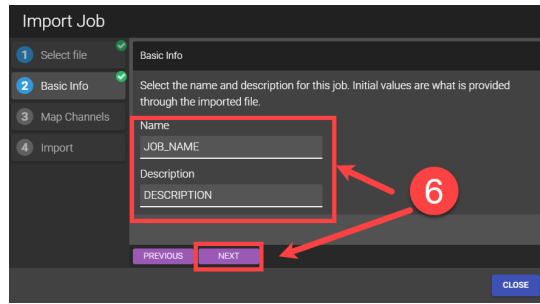 Import Job
1 Select file
2 Basic Info
3 Map Channels
4 Import
Basic Info
Select the name and description for this job. Initial values are what is provided
through the imported file.
Name
JOB_NAME
Description
DESCRIPTION
6
PREVIOUS NEXT
CLOSE